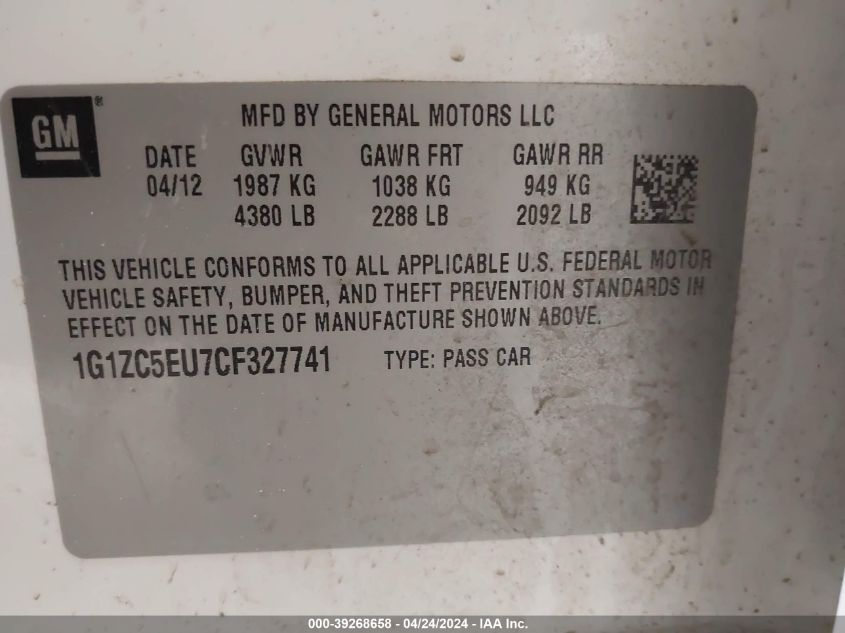 GM®
MFD BY GENERAL MOTORS LLC
DATE GVWR GAWR FRT GAWR RR
04/12 1987 KG 1038 KG 949 KG
4380 LB 2288 LB 2092 LB
THIS VEHICLE CONFORMS TO ALL APPLICABLE U.S. FEDERAL MOTOR
VEHICLE SAFETY, BUMPER, AND THEFT PREVENTION STANDARDS IN
EFFECT ON THE DATE OF MANUFACTURE SHOWN ABOVE.
1G1ZC5EU7CF327741 TYPE: PASS CAR
000-39268658 - 04/24/2024 - IAA Inc.